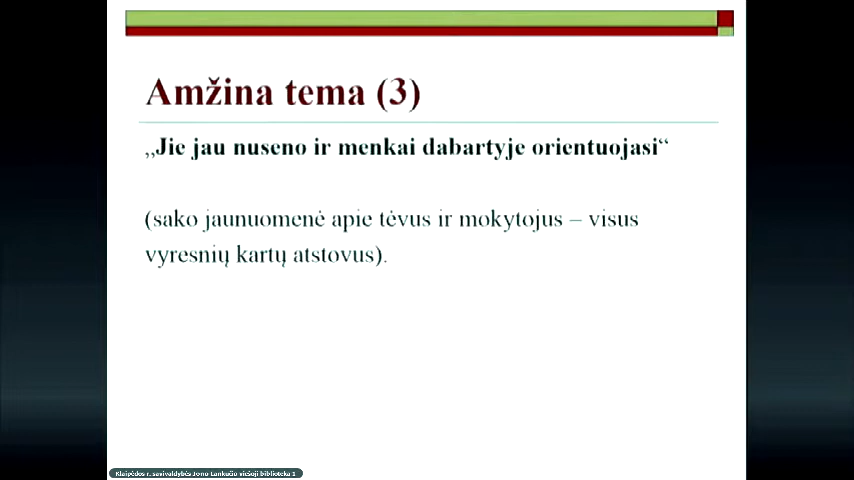 Amžina tema (3)
„Jie jau nuseno ir menkai dabartyje orientuojasi“
(sako jaunuomenė apie tėvus ir mokytojus – visus
vyresnių kartų atstovus).
Klaipėdos r. savivaldybės Jono Lankučio viešoji biblioteka 1